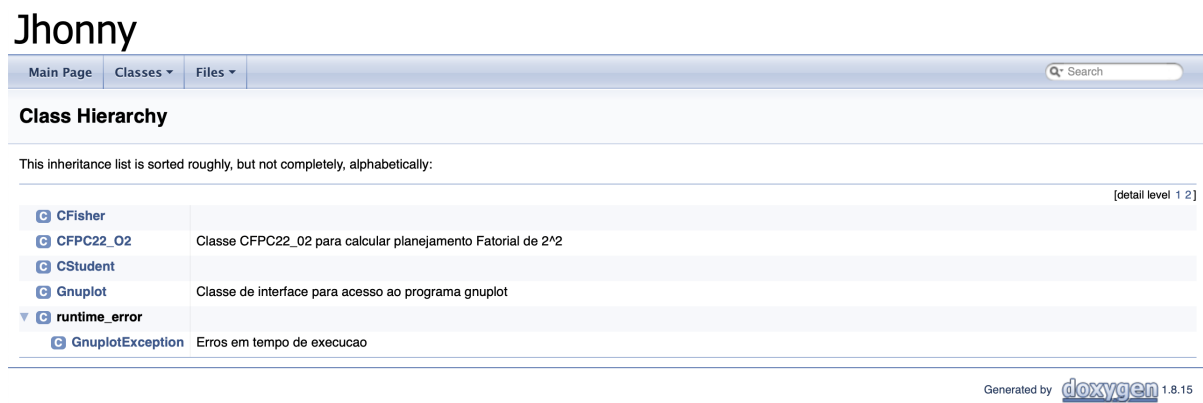 Jhonny
Main Page Classes Files Search
Class Hierarchy
This inheritance list is sorted roughly, but not completely, alphabetically:
[detail level 1 2]
C CFisher
C CFPC22_O2 Classe CFPC22_02 para calcular planejamento Fatorial de 2^2
C CStudent
C Gnuplot Classe de interface para acesso ao programa gnuplot
▼ C runtime_error
C GnuplotException Erros em tempo de execucao
Generated by doxygen 1.8.15